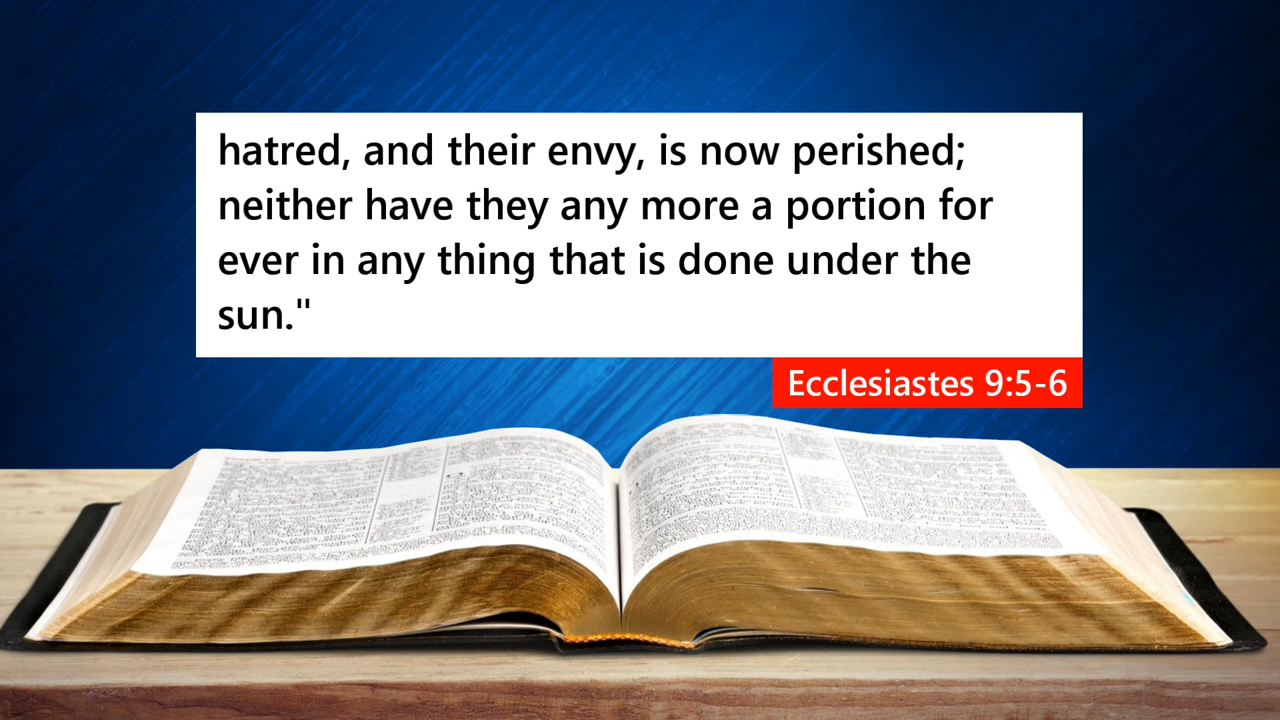 hatred, and their envy, is now perished;
neither have they any more a portion for
ever in any thing that is done under the
sun."
Ecclesiastes 9:5-6